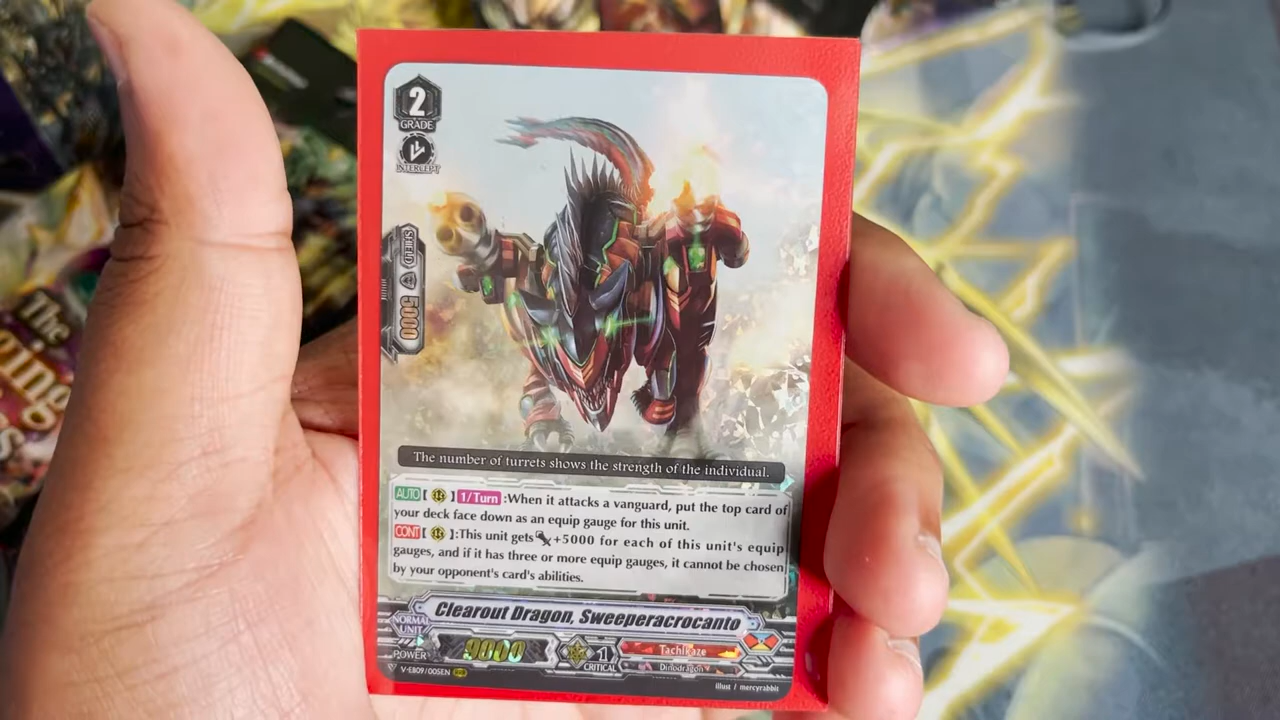 2
GRADE
INTERCEPT
SHIELD
5000
The number of turrets shows the strength of the individual.
AUTO【 】1/Turn:When it attacks a vanguard, put the top card of
your deck face down as an equip gauge for this unit.
CONT【 】:This unit gets +5000 for each of this unit's equip
gauges, and if it has three or more equip gauges, it cannot be chosen
by your opponent's card's abilities.
Clearout Dragon, Sweeperacrocanto
NORMAL
UNIT
POWER 9000 1
CRITICAL
Tachikaze
Dinodragon
V-EB09/005EN RRR
Illust / mercyrabbit
The